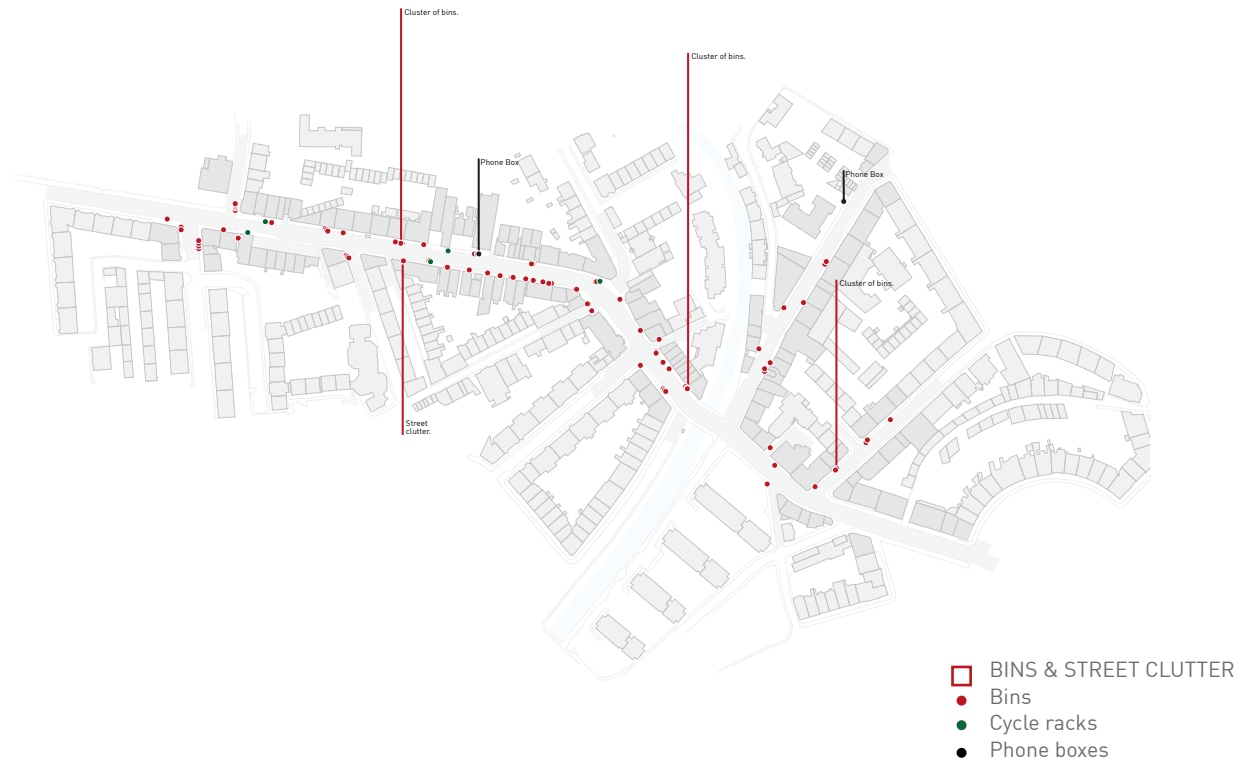 Cluster of bins.
Cluster of bins.
Phone Box
Phone Box
Cluster of bins.
Street
clutter.
BINS & STREET CLUTTER
Bins
Cycle racks
Phone boxes